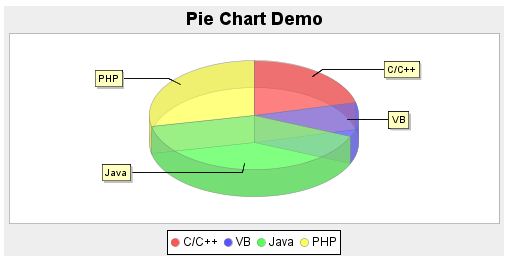 Pie Chart Demo
C/C++
PHP
VB
Java
C/C++ VB Java PHP